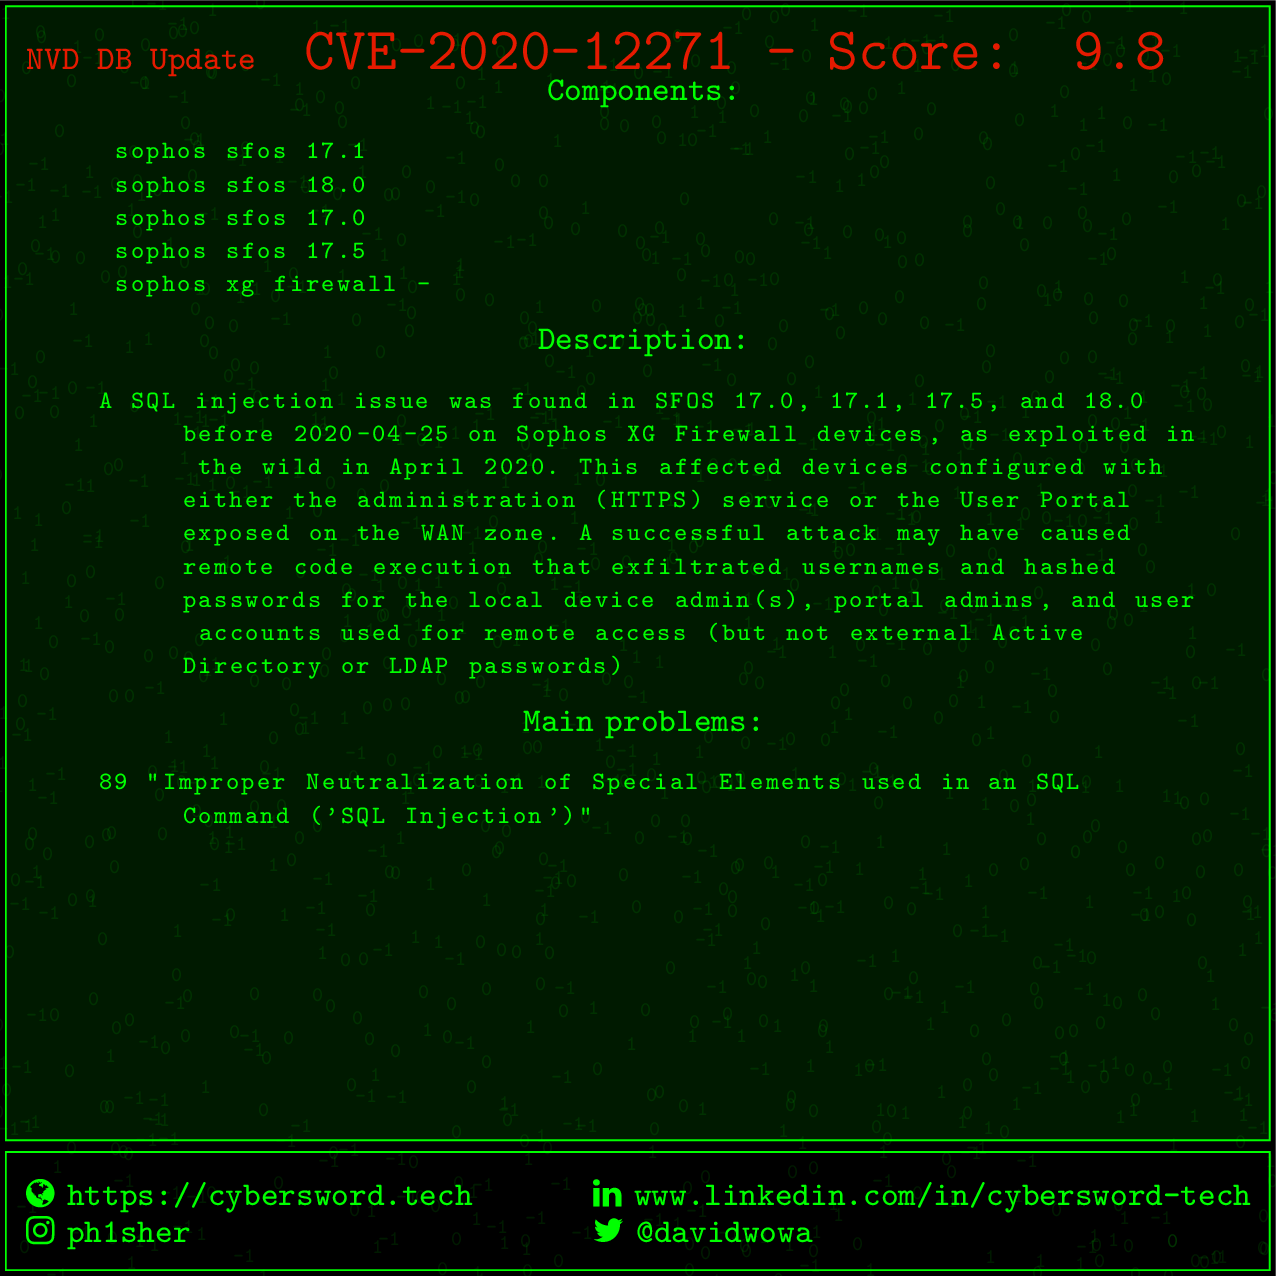 NVD DB Update CVE-2020-12271 - Score: 9.8
Components:
sophos sfos 17.1
sophos sfos 18.0
sophos sfos 17.0
sophos sfos 17.5
sophos xg firewall -
Description:
A SQL injection issue was found in SFOS 17.0, 17.1, 17.5, and 18.0
before 2020-04-25 on Sophos XG Firewall devices, as exploited in
the wild in April 2020. This affected devices configured with
either the administration (HTTPS) service or the User Portal
exposed on the WAN zone. A successful attack may have caused
remote code execution that exfiltrated usernames and hashed
passwords for the local device admin(s), portal admins, and user
accounts used for remote access (but not external Active
Directory or LDAP passwords)
Main problems:
89 "Improper Neutralization of Special Elements used in an SQL
Command ('SQL Injection')"
https://cybersword.tech
www.linkedin.com/in/cybersword-tech
ph1sher
@davidwowa